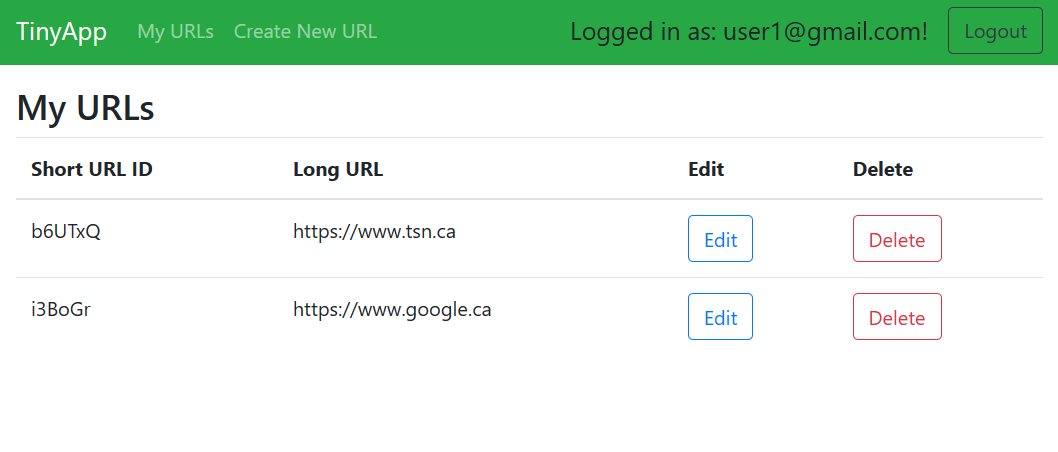 TinyApp My URLs Create New URL Logged in as: user1@gmail.com! Logout
My URLs
Short URL ID Long URL Edit Delete
b6UTxQ https://www.tsn.ca Edit Delete
i3BoGr https://www.google.ca Edit Delete